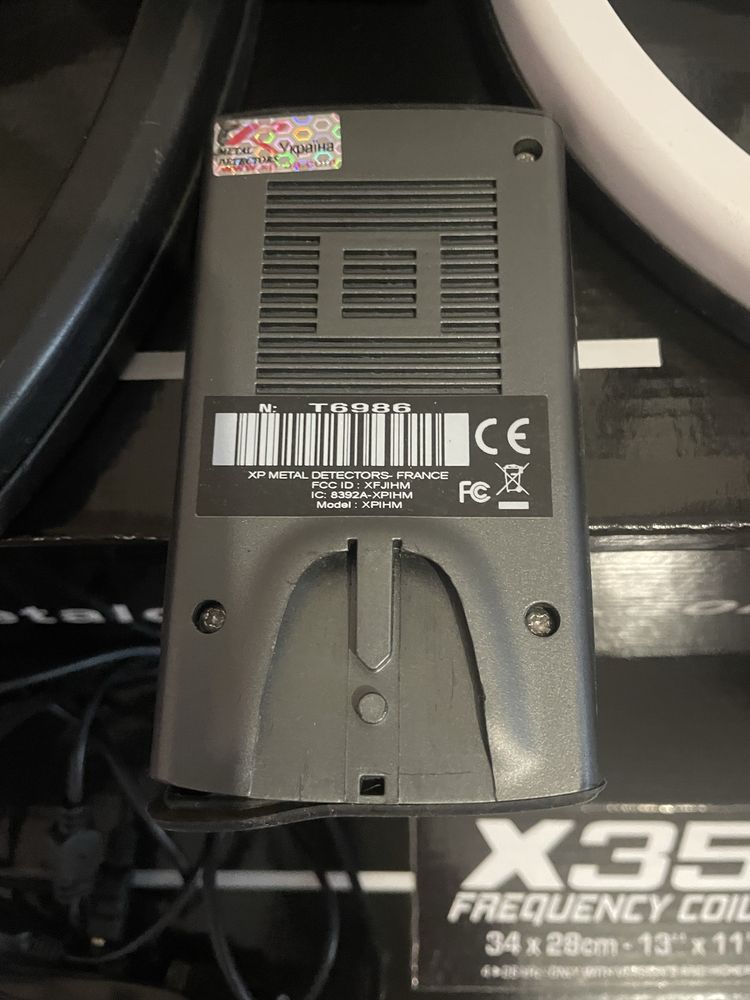 METAL
DETECTORS
Україна
N: T6986
CE
XP METAL DETECTORS- FRANCE
FCC ID : XFJIHM
IC: 8392A-XPIHM
Model : XPIHM
FC
X35
FREQUENCY COIL
34 x 28cm - 13'' x 11''